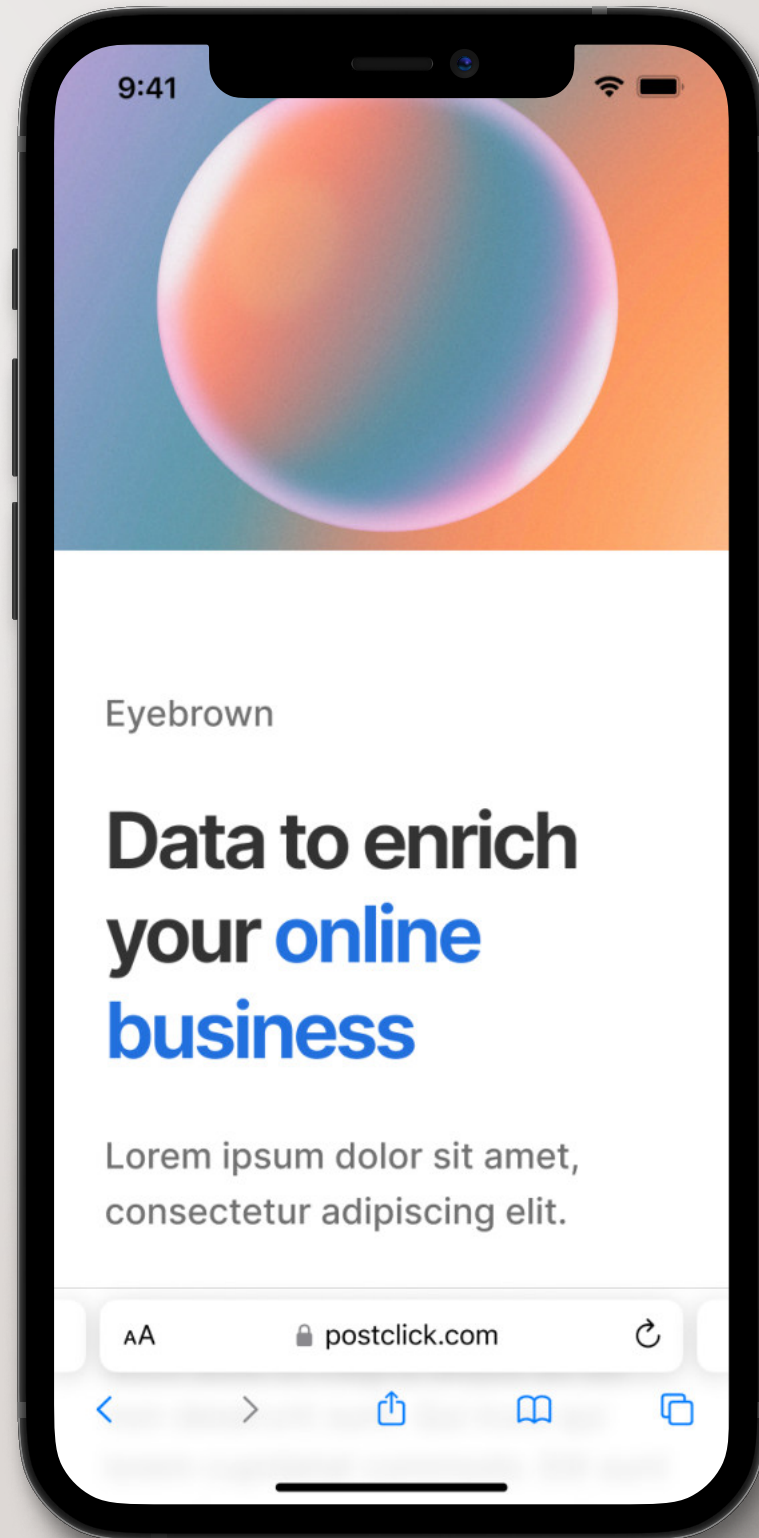 9:41
Eyebrown
Data to enrich
your online
business
Lorem ipsum dolor sit amet,
consectetur adipiscing elit.
AA postclick.com